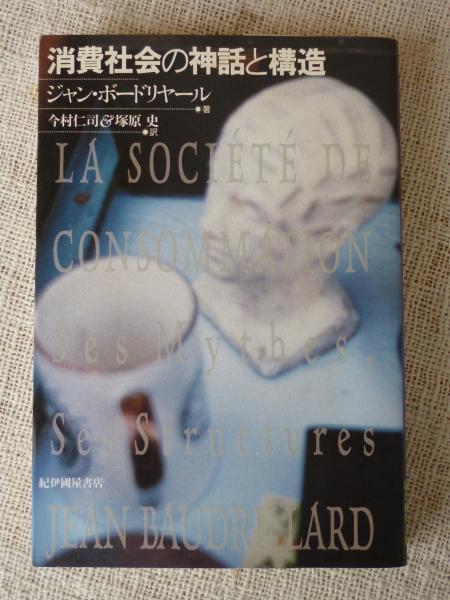 消費社会の神話と構造
ジャン・ボードリヤール
著
今村仁司&塚原 史
訳
LA SOCIÉTÉ DE
CONSOMMATION
Ses Mythes,
Ses Structures
紀伊國屋書店
JEAN BAUDRILLARD